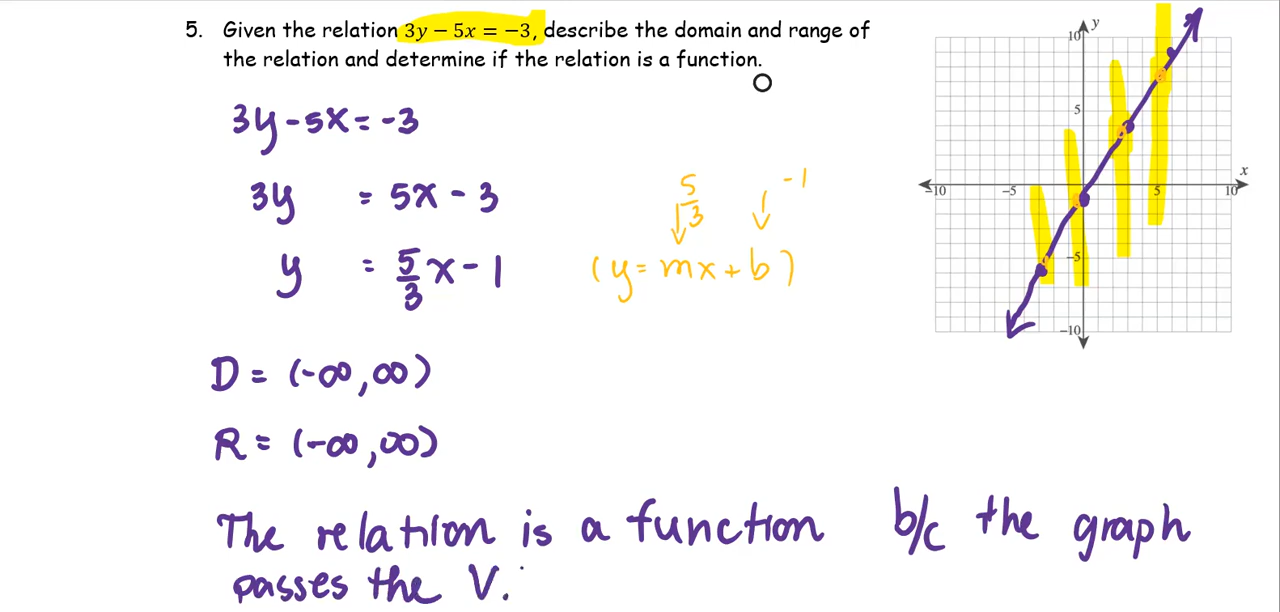 5. Given the relation 3y − 5x = −3, describe the domain and range of
the relation and determine if the relation is a function.
3y - 5x = -3
3y = 5x - 3
y = 5/3 x - 1
5/3 -1
(y = mx + b)
D = (-∞, ∞)
R = (-∞, ∞)
The relation is a function b/c the graph
passes the V.
y
10
5
x
-10 -5 5 10
-5
-10